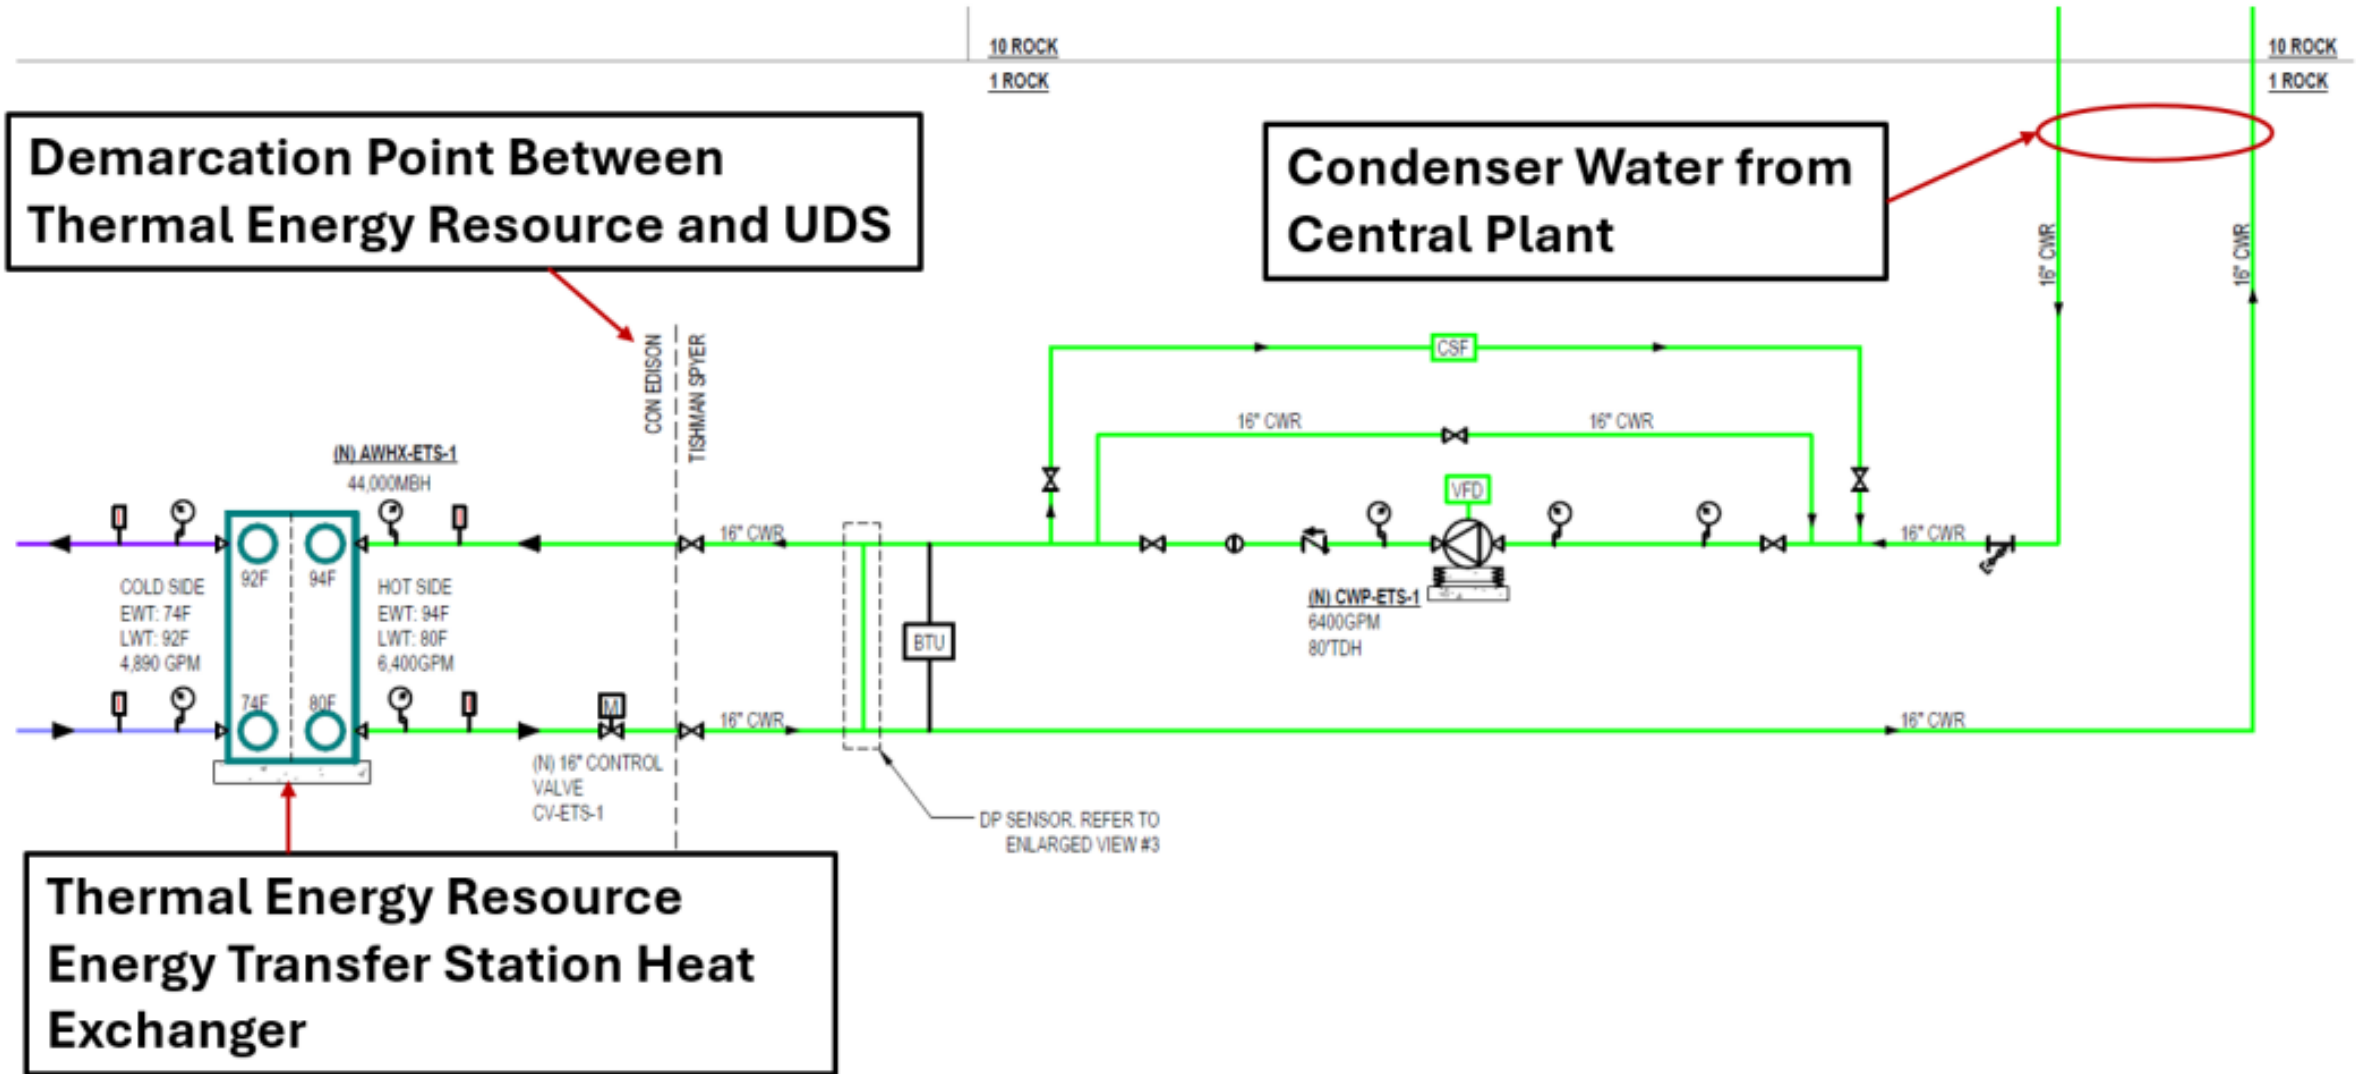 10 ROCK
1 ROCK
10 ROCK
1 ROCK
Demarcation Point Between
Thermal Energy Resource and UDS
Condenser Water from
Central Plant
16" CWR
16" CWR
CON EDISON
TISHMAN SPYER
CSF
16" CWR
16" CWR
VFD
(N) AWHX-ETS-1
44,000MBH
16" CWR
16" CWR
92F
94F
COLD SIDE
EWT: 74F
LWT: 92F
4,890 GPM
HOT SIDE
EWT: 94F
LWT: 80F
6,400GPM
(N) CWP-ETS-1
6400GPM
80'TDH
BTU
74F
80F
M
16" CWR
16" CWR
(N) 16" CONTROL
VALVE
CV-ETS-1
DP SENSOR. REFER TO
ENLARGED VIEW #3
Thermal Energy Resource
Energy Transfer Station Heat
Exchanger